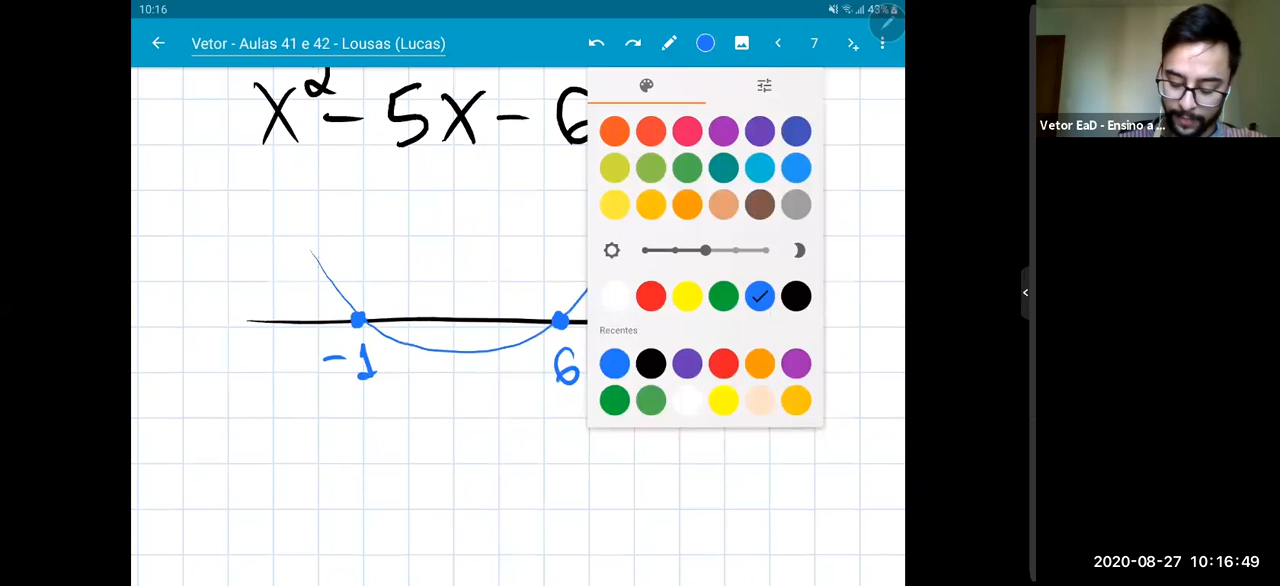 10:16
43%
Vetor - Aulas 41 e 42 - Lousas (Lucas)
7
x² - 5x - 6
-1
6
Recentes
Vetor EaD - Ensino a ...
2020-08-27 10:16:49